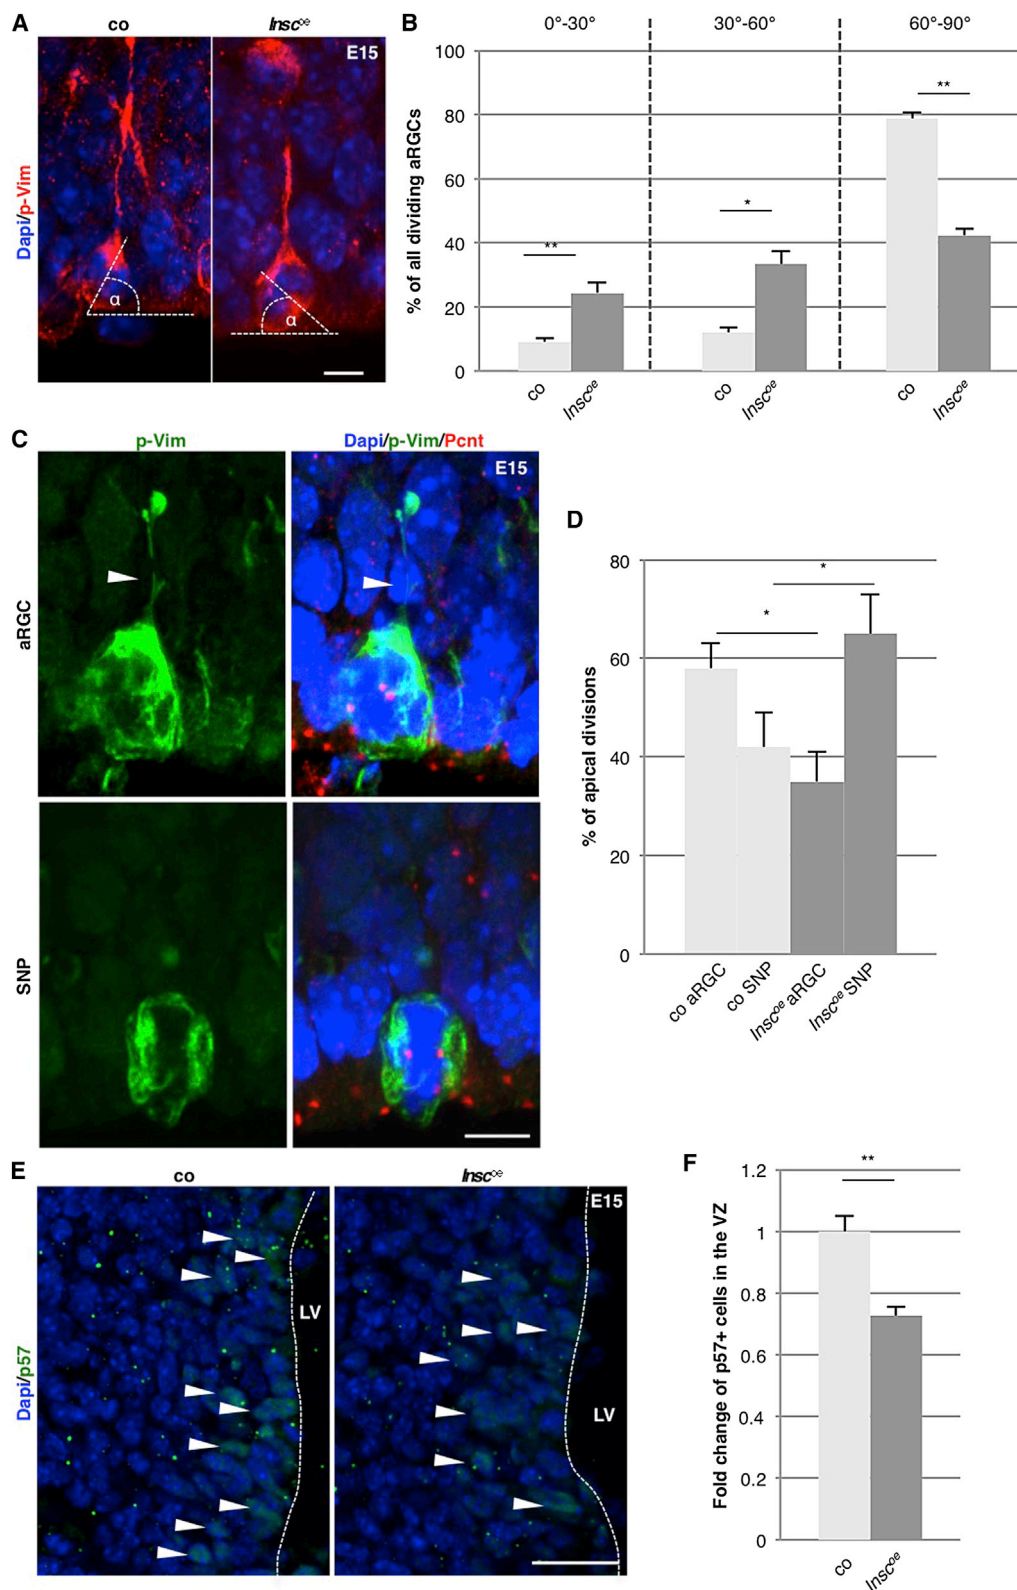 A
co
Insc^oe
E15
Dapi/p-Vim
α
α
B
0°-30° 30°-60° 60°-90°
% of all dividing aRGCs
100
80
60
40
20
0
**
*
**
co
Insc^oe
co
Insc^oe
co
Insc^oe
C
p-Vim
Dapi/p-Vim/Pcnt
E15
aRGC
SNP
D
% of apical divisions
80
60
40
20
0
*
*
co aRGC
co SNP
Insc^oe aRGC
Insc^oe SNP
E
co
Insc^oe
E15
Dapi/p57
LV
LV
F
Fold change of p57+ cells in the VZ
1.2
1
0.8
0.6
0.4
0.2
0
**
co
Insc^oe